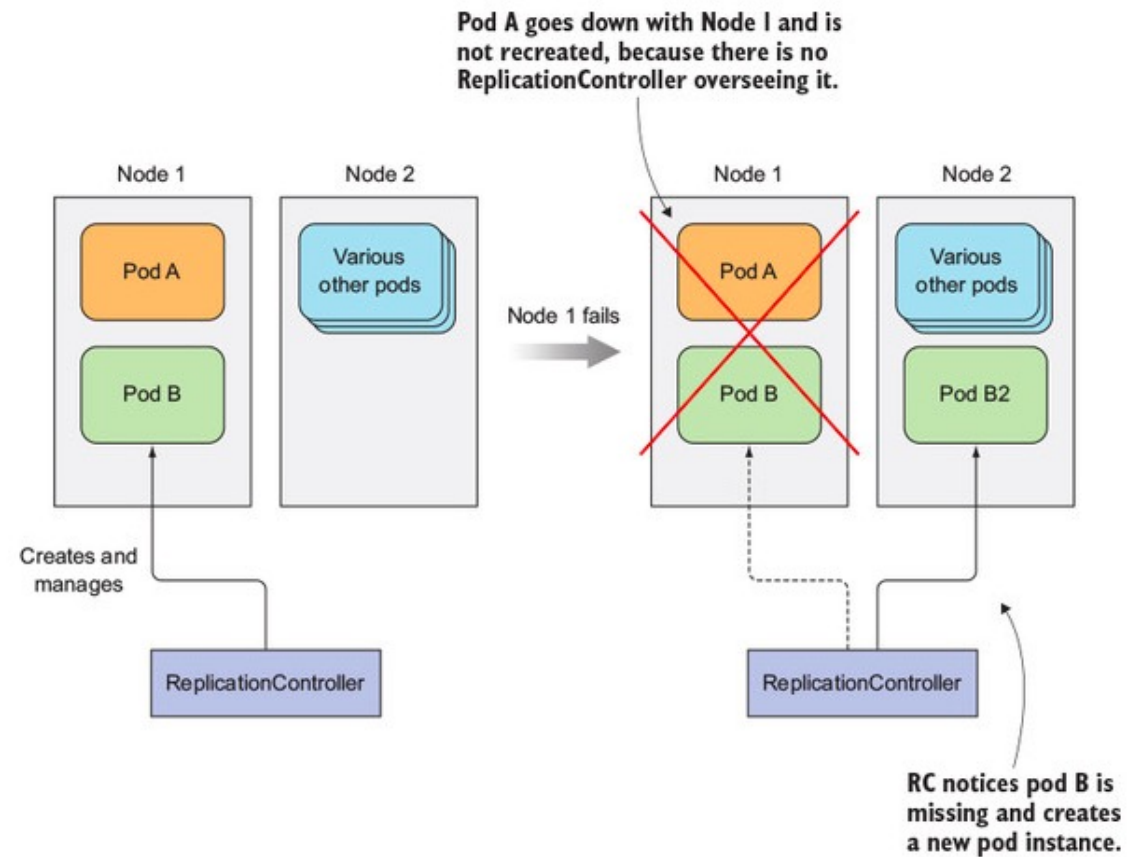 Pod A goes down with Node 1 and is
not recreated, because there is no
ReplicationController overseeing it.
Node 1
Node 2
Pod A
Various
other pods
Pod B
Creates and
manages
ReplicationController
Node 1 fails
Node 1
Node 2
Pod A
Various
other pods
Pod B
Pod B2
ReplicationController
RC notices pod B is
missing and creates
a new pod instance.